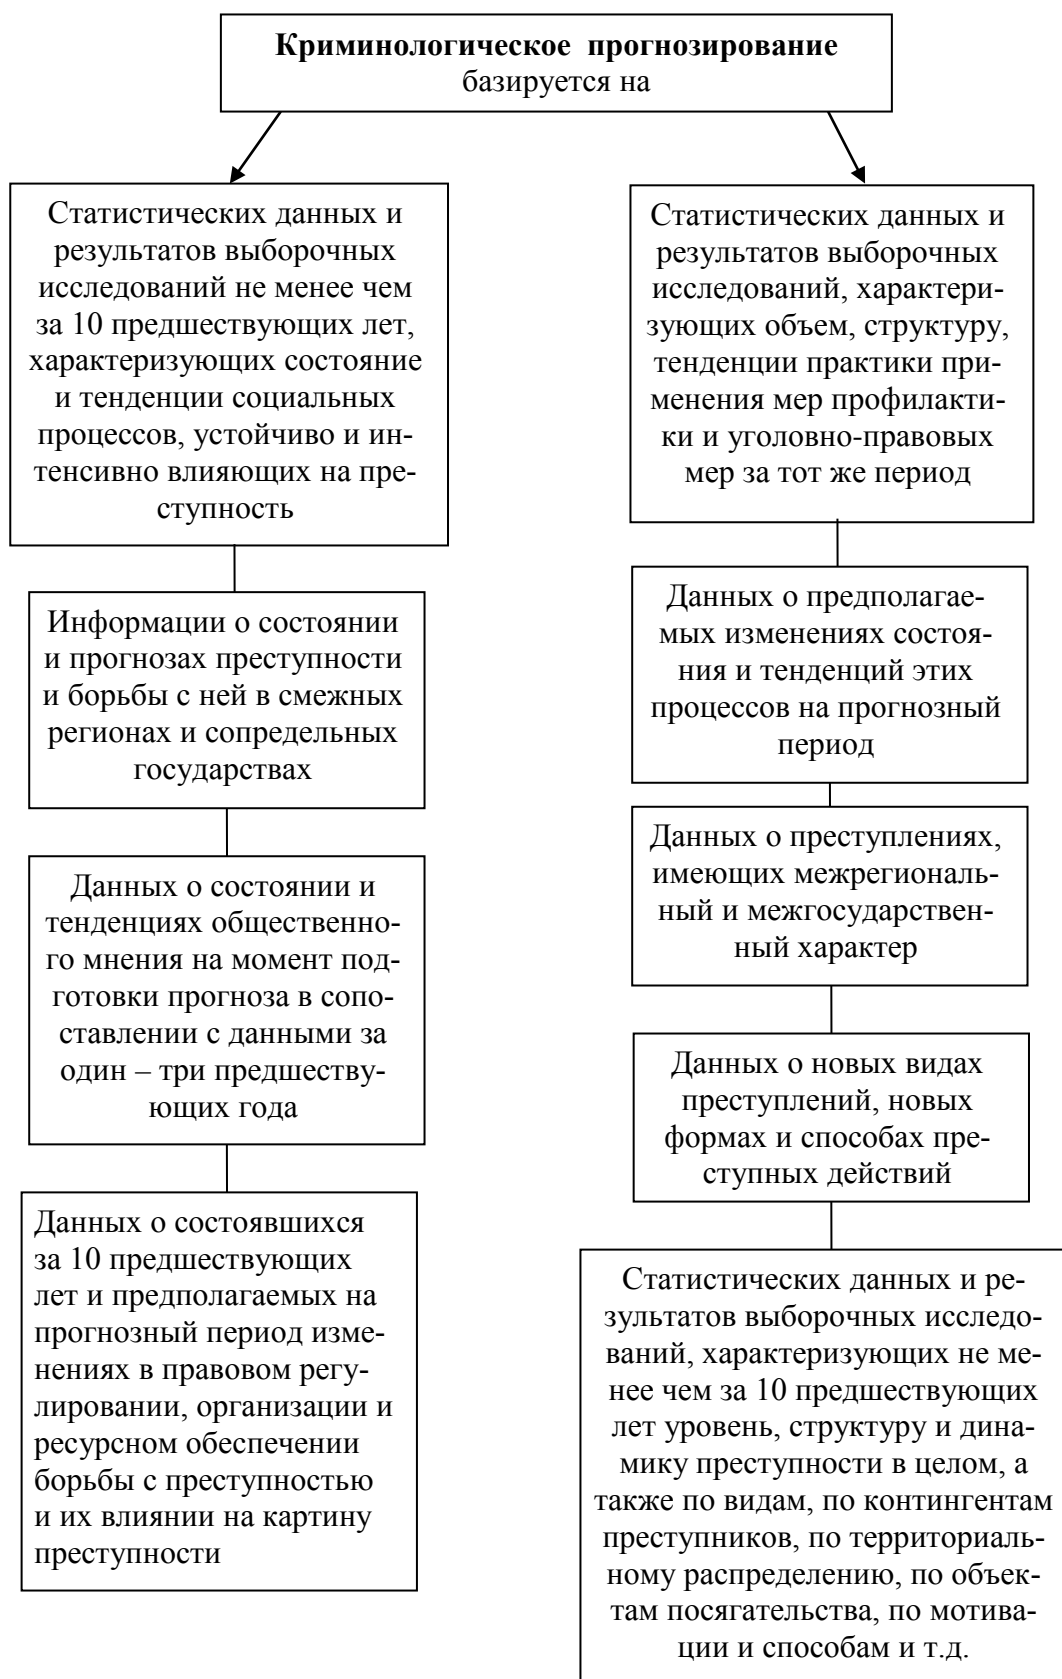 Криминологическое прогнозирование
базируется на
Статистических данных и
результатов выборочных
исследований не менее чем
за 10 предшествующих лет,
характеризующих состояние
и тенденции социальных
процессов, устойчиво и ин-
тенсивно влияющих на пре-
ступность
Информации о состоянии
и прогнозах преступности
и борьбы с ней в смежных
регионах и сопредельных
государствах
Данных о состоянии и
тенденциях общественно-
го мнения на момент под-
готовки прогноза в сопо-
ставлении с данными за
один – три предшеству-
ющих года
Данных о состоявшихся
за 10 предшествующих
лет и предполагаемых на
прогнозный период изме-
нениях в правовом регу-
лировании, организации и
ресурсном обеспечении
борьбы с преступностью
и их влиянии на картину
преступности
Статистических данных и
результатов выборочных
исследований, характери-
зующих объем, структуру,
тенденции практики при-
менения мер профилакти-
ки и уголовно-правовых
мер за тот же период
Данных о предполагае-
мых изменениях состоя-
ния и тенденций этих
процессов на прогнозный
период
Данных о преступлениях,
имеющих межрегиональ-
ный и межгосударствен-
ный характер
Данных о новых видах
преступлений, новых
формах и способах пре-
ступных действий
Статистических данных и ре-
зультатов выборочных исследо-
ваний, характеризующих не ме-
нее чем за 10 предшествующих
лет уровень, структуру и дина-
мику преступности в целом, а
также по видам, по контингентам
преступников, по территориаль-
ному распределению, по объек-
там посягательства, по мотива-
ции и способам и т.д.